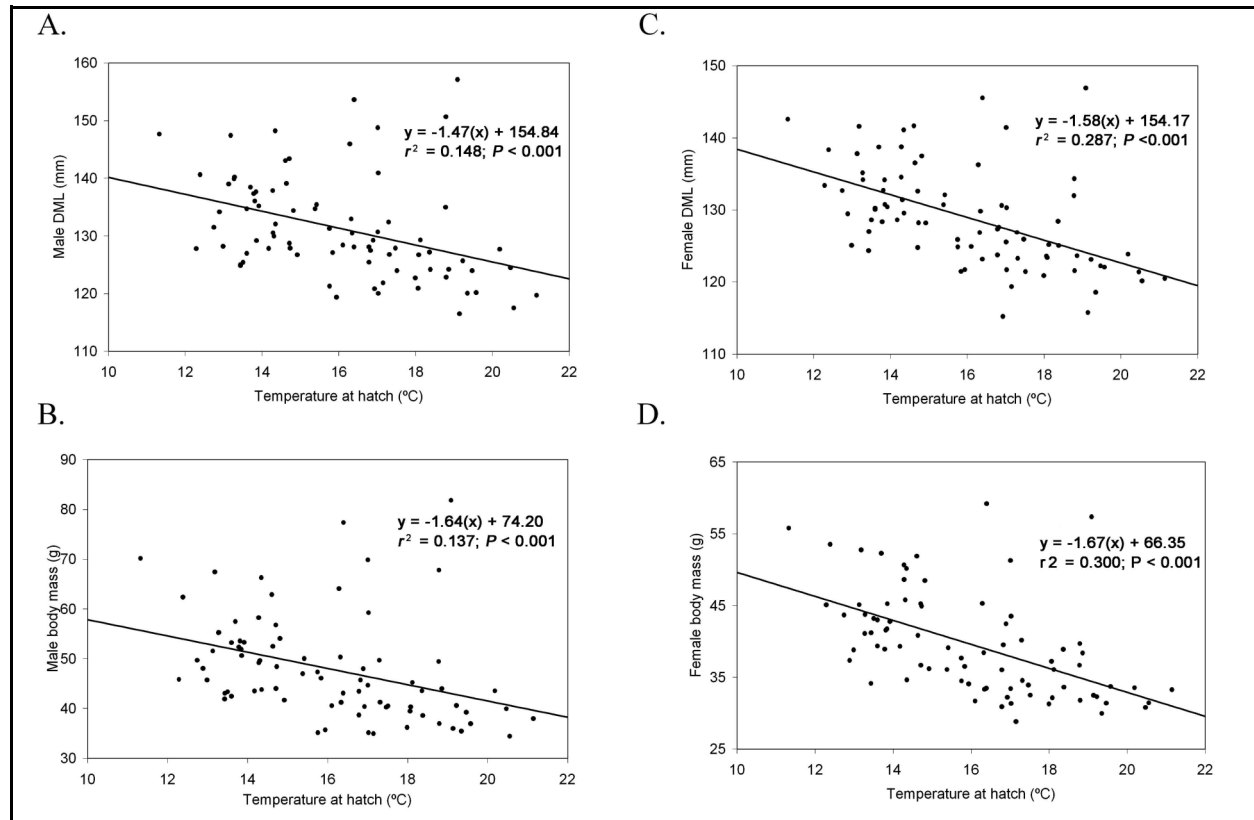 A.
Male DML (mm)
160
150
140
130
120
110
y = -1.47(x) + 154.84
r² = 0.148; P < 0.001
10 12 14 16 18 20 22
Temperature at hatch (ºC)
B.
Male body mass (g)
90
80
70
60
50
40
30
y = -1.64(x) + 74.20
r² = 0.137; P < 0.001
10 12 14 16 18 20 22
Temperature at hatch (ºC)
C.
Female DML (mm)
150
140
130
120
110
y = -1.58(x) + 154.17
r² = 0.287; P <0.001
10 12 14 16 18 20 22
Temperature at hatch (ºC)
D.
Female body mass (g)
65
55
45
35
25
y = -1.67(x) + 66.35
r2 = 0.300; P < 0.001
10 12 14 16 18 20 22
Temperature at hatch (ºC)